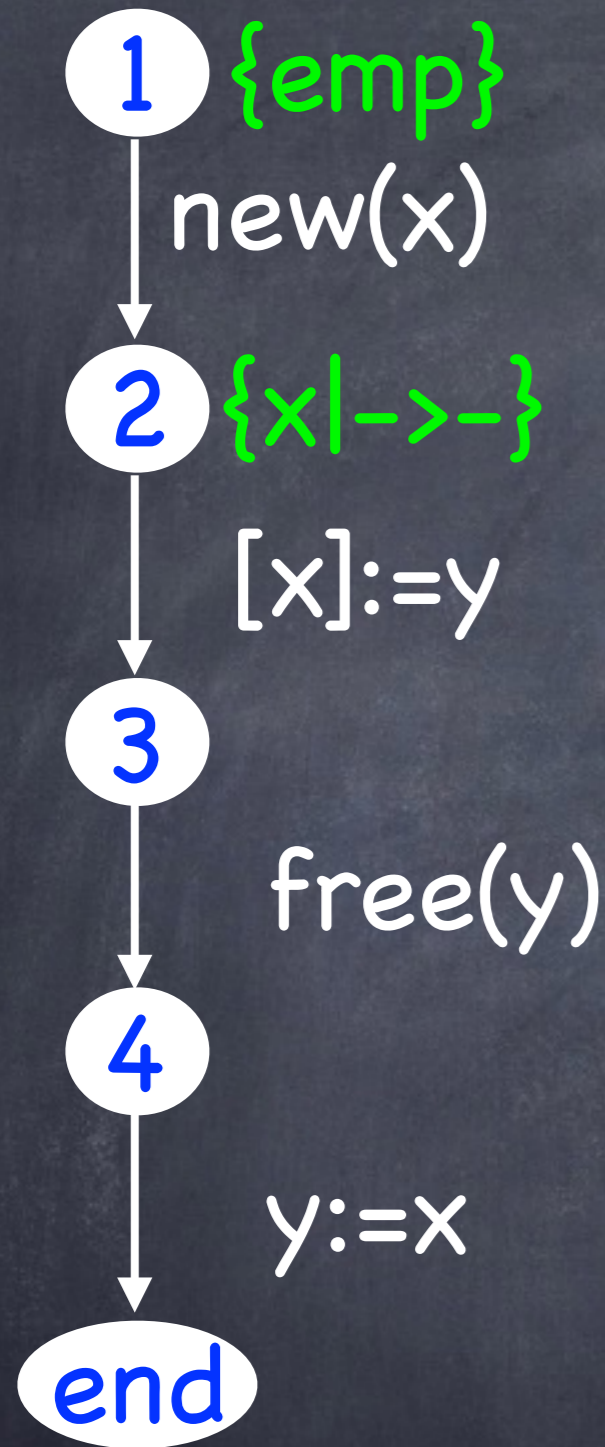 1 {emp}
new(x)
2 {x|->-}
[x]:=y
3
free(y)
4
y:=x
end